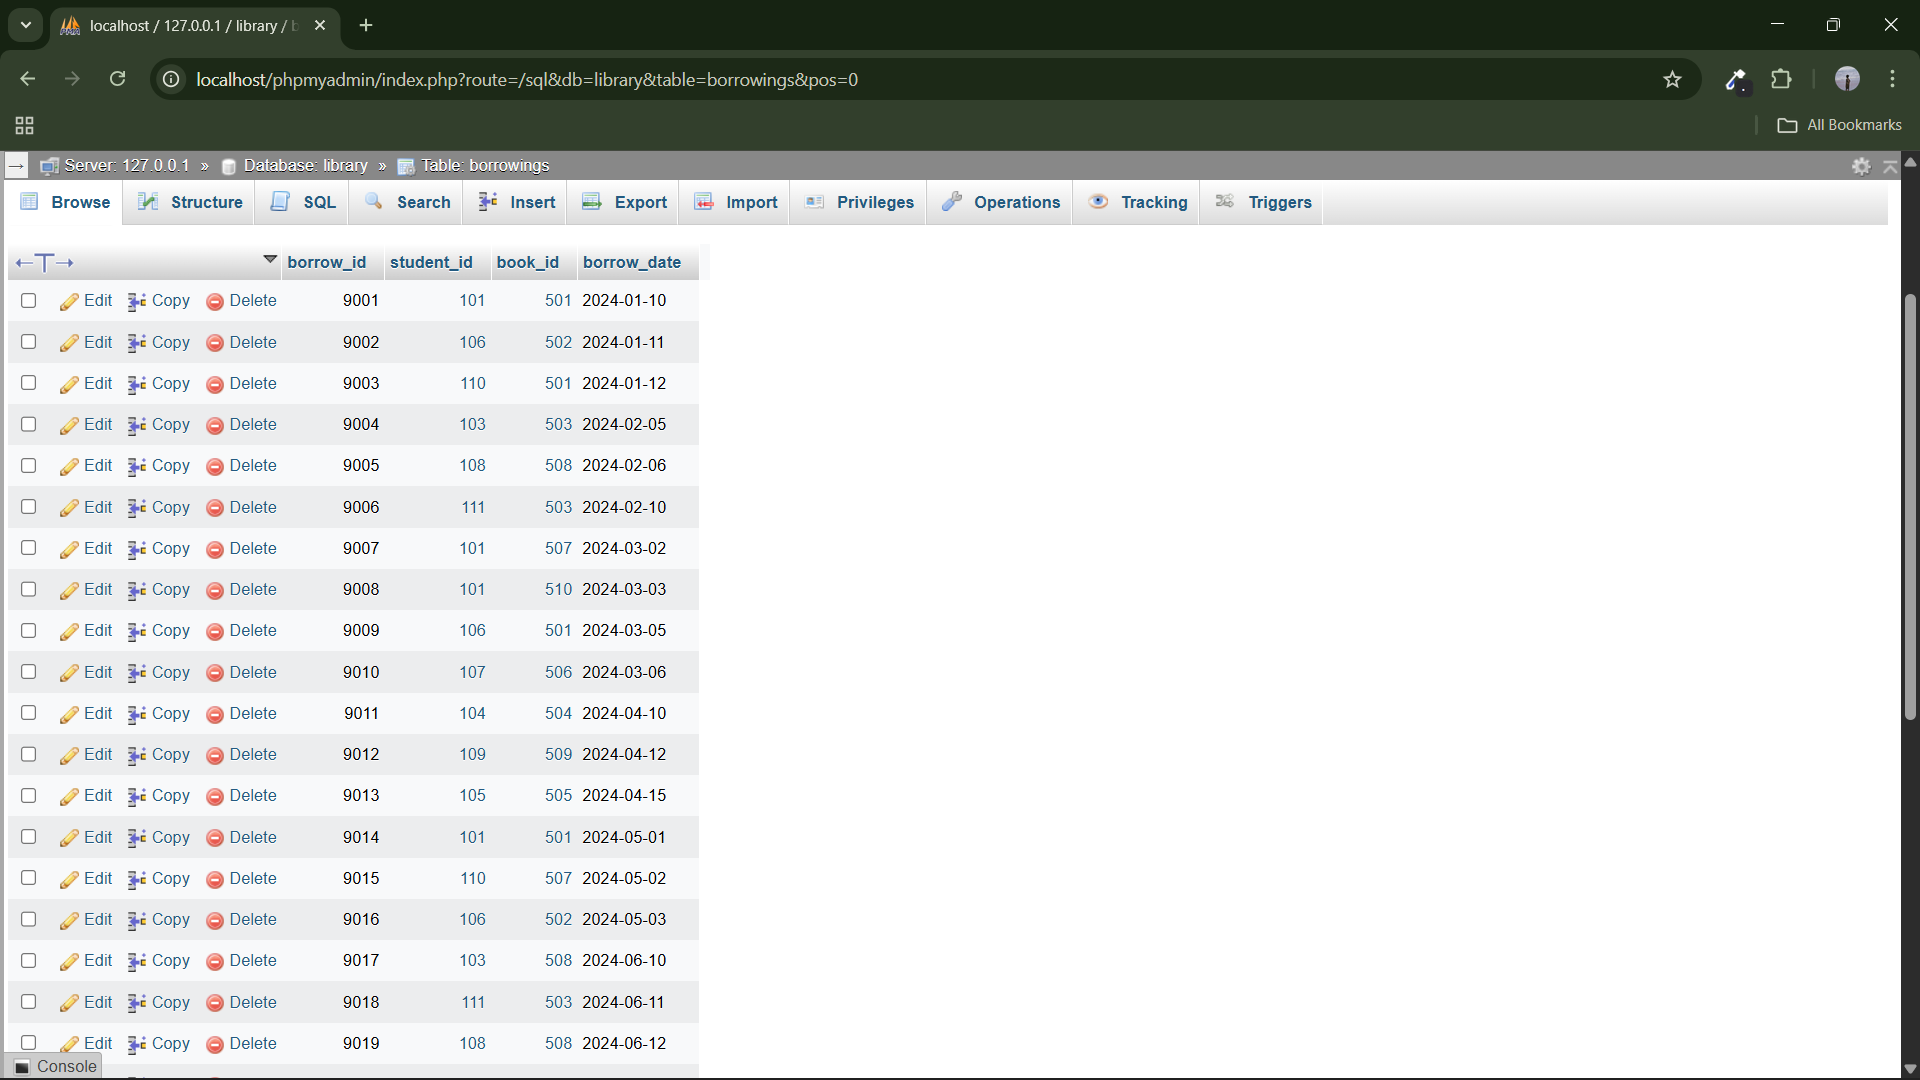 localhost / 127.0.0.1 / library / b
localhost/phpmyadmin/index.php?route=/sql&db=library&table=borrowings&pos=0
All Bookmarks
Server: 127.0.0.1 » Database: library » Table: borrowings
Browse Structure SQL Search Insert Export Import Privileges Operations Tracking Triggers
←T→ borrow_id student_id book_id borrow_date
Edit Copy Delete 9001 101 501 2024-01-10
Edit Copy Delete 9002 106 502 2024-01-11
Edit Copy Delete 9003 110 501 2024-01-12
Edit Copy Delete 9004 103 503 2024-02-05
Edit Copy Delete 9005 108 508 2024-02-06
Edit Copy Delete 9006 111 503 2024-02-10
Edit Copy Delete 9007 101 507 2024-03-02
Edit Copy Delete 9008 101 510 2024-03-03
Edit Copy Delete 9009 106 501 2024-03-05
Edit Copy Delete 9010 107 506 2024-03-06
Edit Copy Delete 9011 104 504 2024-04-10
Edit Copy Delete 9012 109 509 2024-04-12
Edit Copy Delete 9013 105 505 2024-04-15
Edit Copy Delete 9014 101 501 2024-05-01
Edit Copy Delete 9015 110 507 2024-05-02
Edit Copy Delete 9016 106 502 2024-05-03
Edit Copy Delete 9017 103 508 2024-06-10
Edit Copy Delete 9018 111 503 2024-06-11
Edit Copy Delete 9019 108 508 2024-06-12
Console